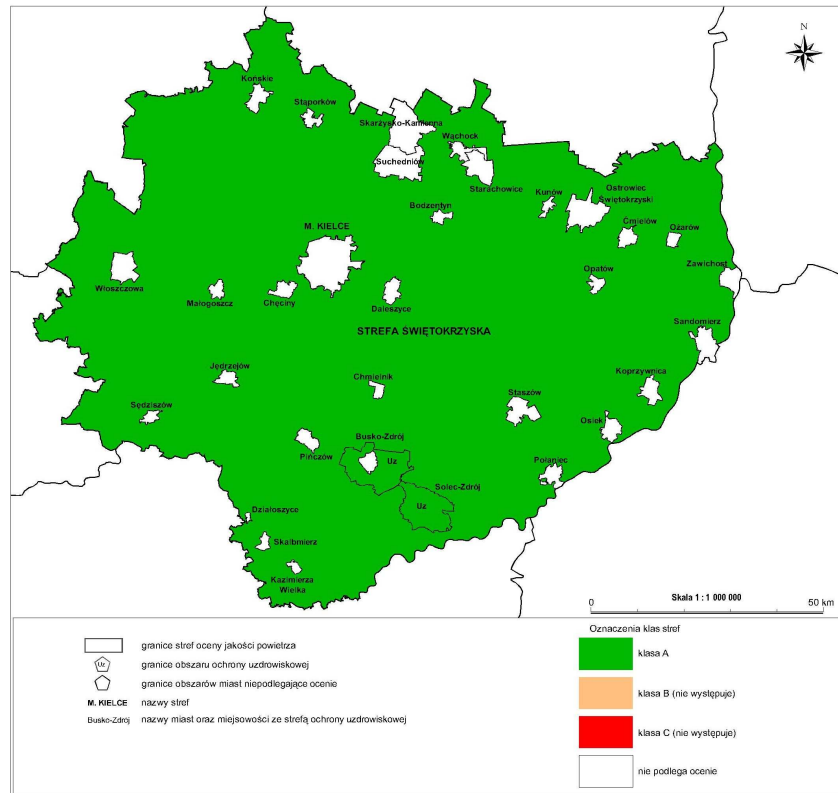 N
Końskie
Stąporków
Skarżysko-Kamienna
Wąchock
Suchedniów
Starachowice
Bodzentyn
Kunów
Ostrowiec
Świętokrzyski
Ćmielów
Ożarów
M. KIELCE
Opatów
Zawichost
Włoszczowa
Małogoszcz
Chęciny
Daleszyce
STREFA ŚWIĘTOKRZYSKA
Sandomierz
Jędrzejów
Chmielnik
Koprzywnica
Sędziszów
Staszów
Osiek
Busko-Zdrój
Pińczów
Uz
Połaniec
Solec-Zdrój
Uz
Działoszyce
Skalbmierz
Kazimierza
Wielka
0 Skala 1 : 1 000 000 50 km
Oznaczenia klas stref
granice stref oceny jakości powietrza
Uz granice obszaru ochrony uzdrowiskowej
granice obszarów miast niepodlegające ocenie
M. KIELCE nazwy stref
Busko-Zdrój nazwy miast oraz miejsowości ze strefą ochrony uzdrowiskowej
klasa A
klasa B (nie występuje)
klasa C (nie występuje)
nie podlega ocenie